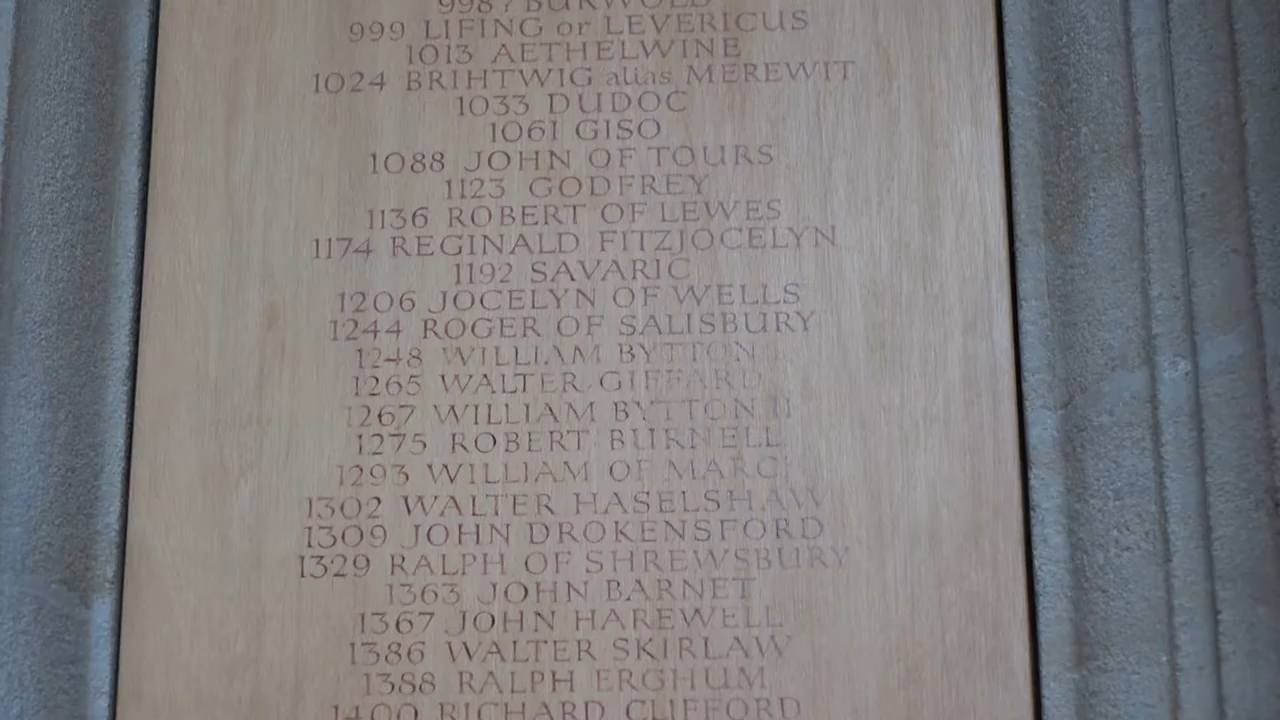 998? BURWOLD
999 LIFING or LEVERICUS
1013 AETHELWINE
1024 BRIHTWIG alias MEREWIT
1033 DUDOC
1061 GISO
1088 JOHN OF TOURS
1123 GODFREY
1136 ROBERT OF LEWES
1174 REGINALD FITZJOCELYN
1192 SAVARIC
1206 JOCELYN OF WELLS
1244 ROGER OF SALISBURY
1248 WILLIAM BYTTON I
1265 WALTER GIFFARD
1267 WILLIAM BYTTON II
1275 ROBERT BURNELL
1293 WILLIAM OF MARCH
1302 WALTER HASELSHAW
1309 JOHN DROKENSFORD
1329 RALPH OF SHREWSBURY
1363 JOHN BARNET
1367 JOHN HAREWELL
1386 WALTER SKIRLAW
1388 RALPH ERGHUM
1400 RICHARD CLIFFORD